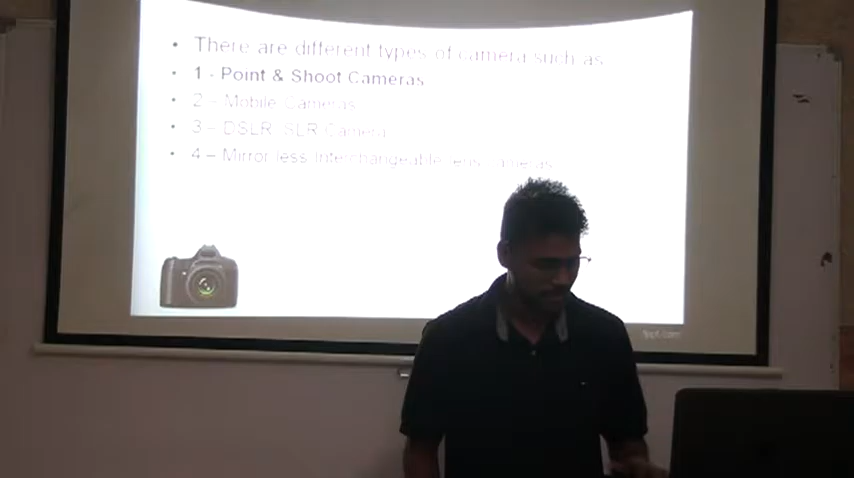 • There are different types of camera such as
• 1 - Point & Shoot Cameras
• 2 – Mobile Cameras
• 3 – DSLR SLR Camera
• 4 – Mirror less Interchangeable lens cameras